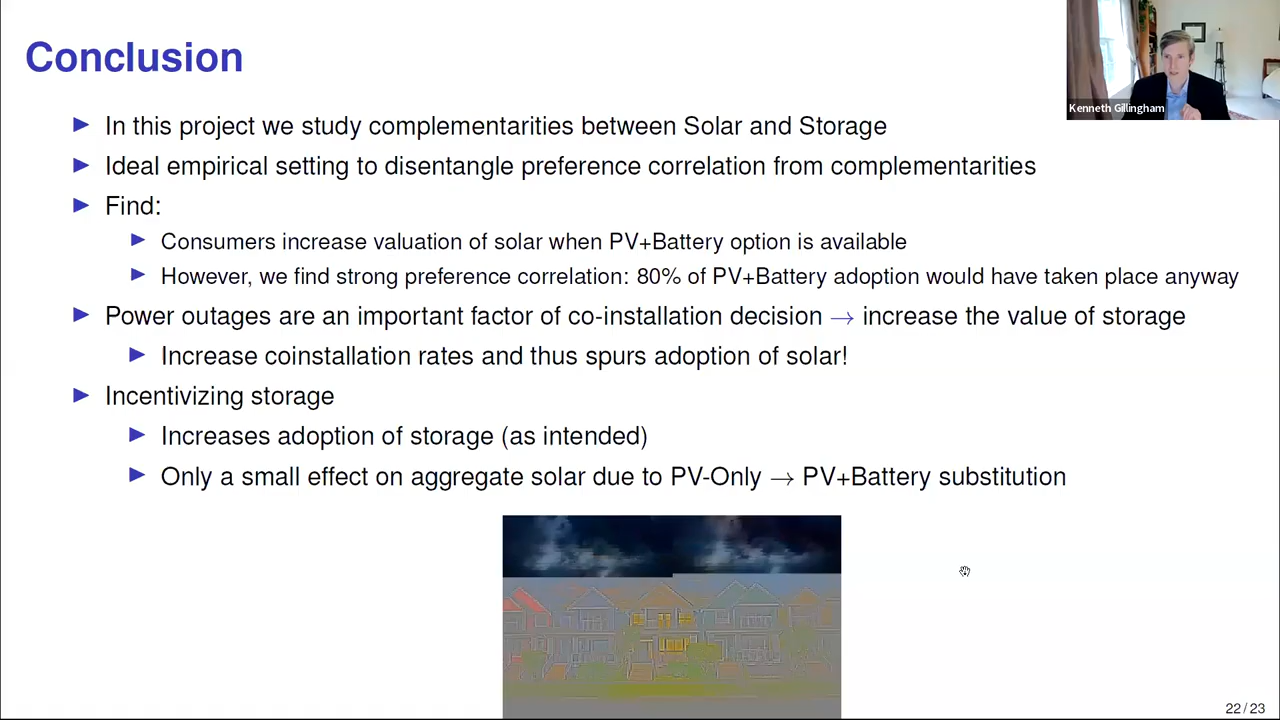 Conclusion
Kenneth Gillingham
▶ In this project we study complementarities between Solar and Storage
▶ Ideal empirical setting to disentangle preference correlation from complementarities
▶ Find:
▶ Consumers increase valuation of solar when PV+Battery option is available
▶ However, we find strong preference correlation: 80% of PV+Battery adoption would have taken place anyway
▶ Power outages are an important factor of co-installation decision → increase the value of storage
▶ Increase coinstallation rates and thus spurs adoption of solar!
▶ Incentivizing storage
▶ Increases adoption of storage (as intended)
▶ Only a small effect on aggregate solar due to PV-Only → PV+Battery substitution
22 / 23